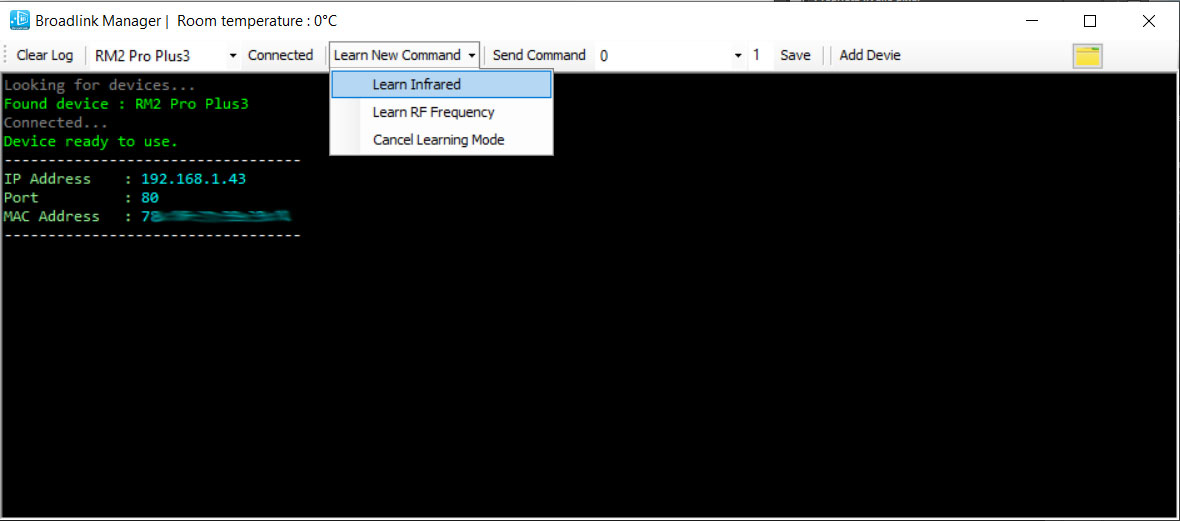 Broadlink Manager | Room temperature : 0°C
Clear Log RM2 Pro Plus3 Connected Learn New Command Send Command 0 1 Save Add Devie
Learn Infrared
Learn RF Frequency
Cancel Learning Mode
Looking for devices...
Found device : RM2 Pro Plus3
Connected...
Device ready to use.
---------------------------------
IP Address : 192.168.1.43
Port : 80
MAC Address : 78
---------------------------------